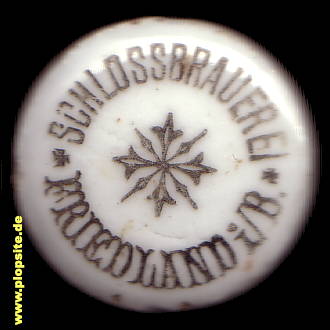 SCHLOSSBRAUEREI
* FRIEDLAND i/B. *
www.plopsite.de